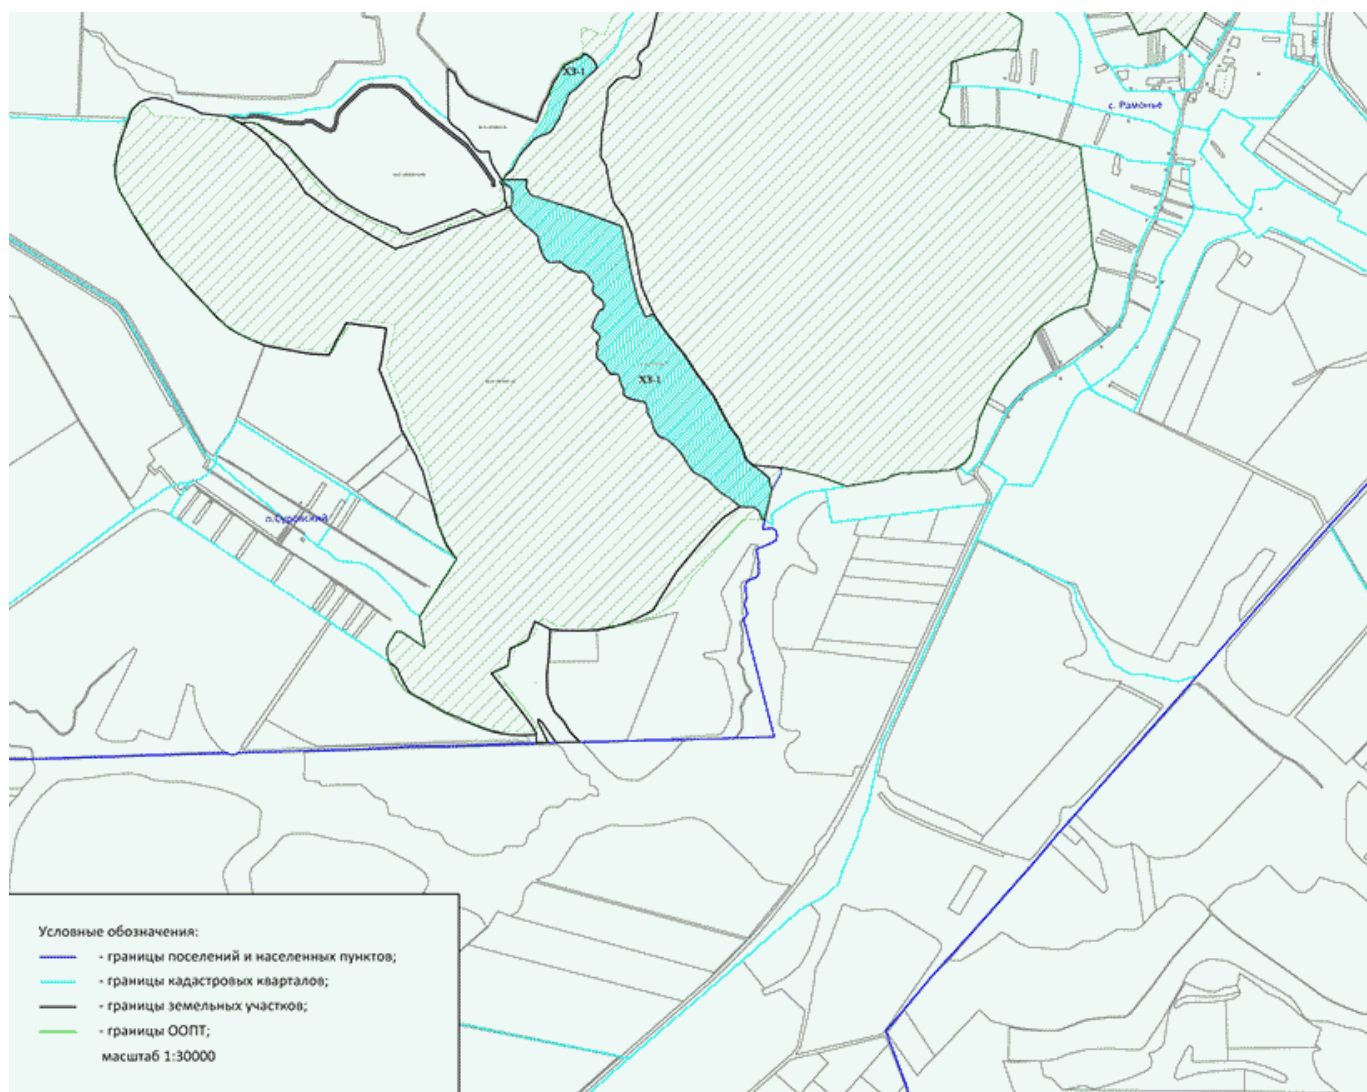 ХЗ-1
с. Рамонье
ХЗ-1
п.Суровский
Условные обозначения:
- границы поселений и населенных пунктов;
- границы кадастровых кварталов;
- границы земельных участков;
- границы ООПТ;
масштаб 1:30000